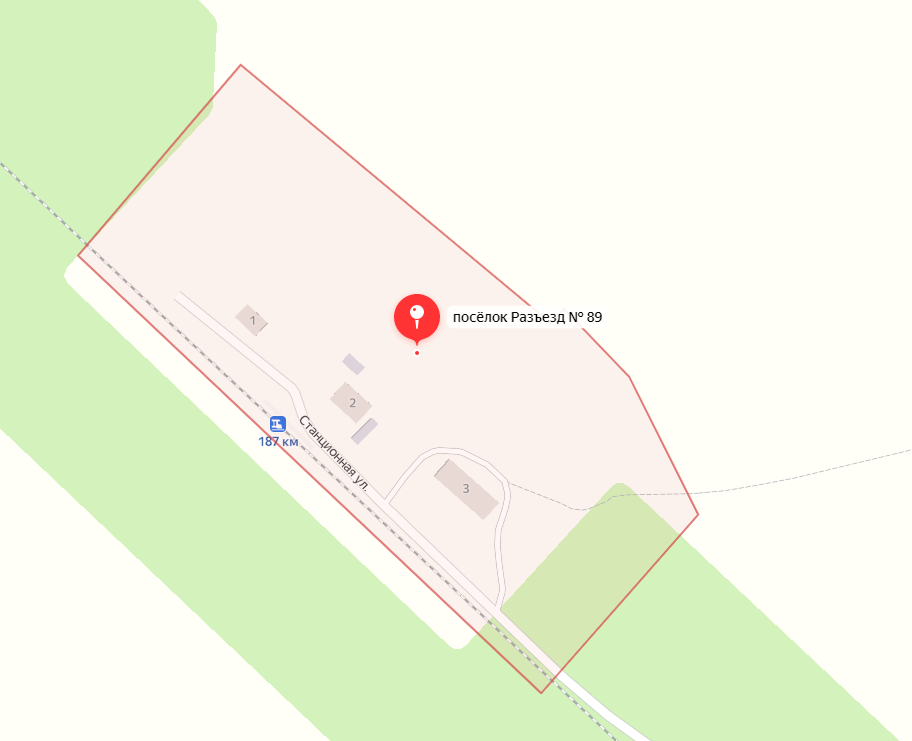 посёлок Разъезд № 89
1
2
187 км
Станционная ул.
3